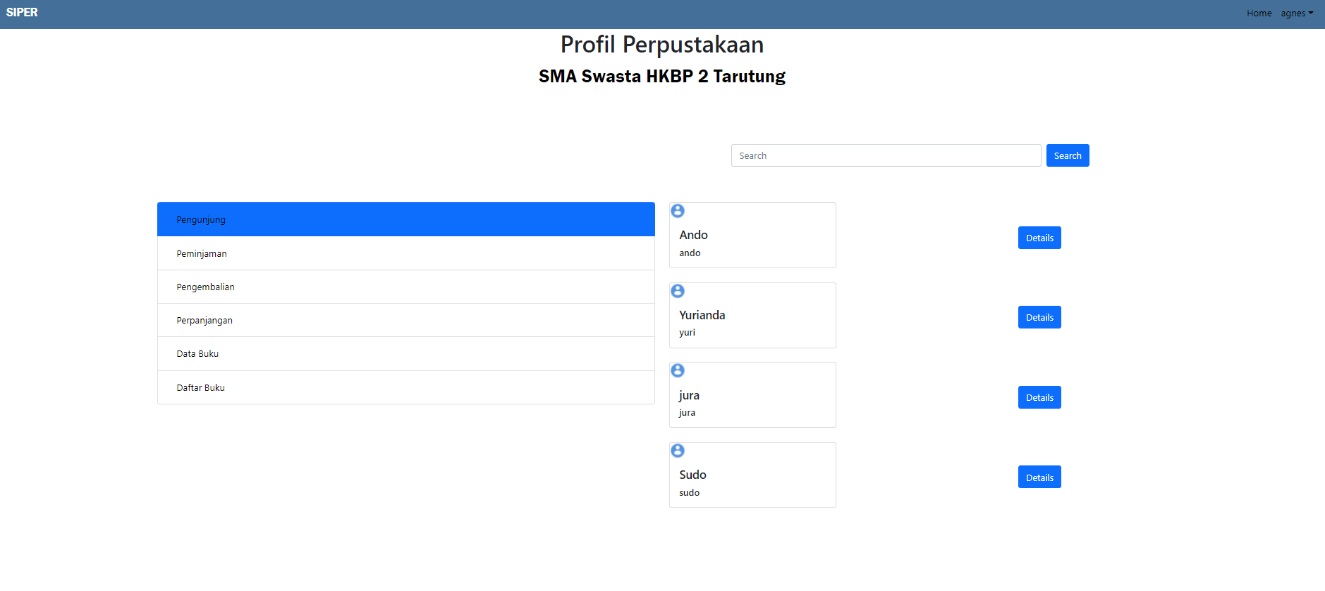 SIPER
Home agnes
Profil Perpustakaan
SMA Swasta HKBP 2 Tarutung
Search Search
Pengunjung
Peminjaman
Pengembalian
Perpanjangan
Data Buku
Daftar Buku
Ando
ando
Details
Yurianda
yuri
Details
jura
jura
Details
Sudo
sudo
Details